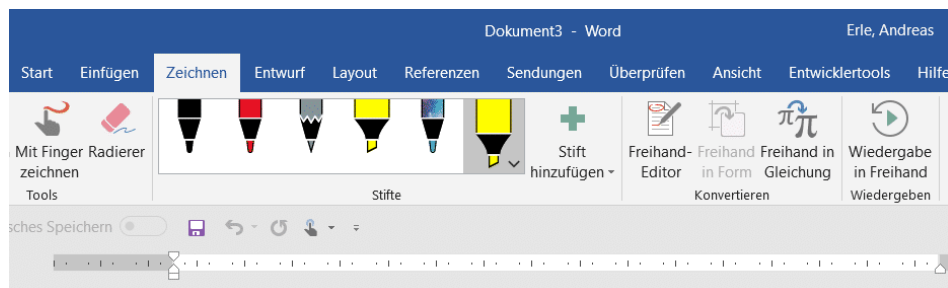 Dokument3 - Word
Erle, Andreas
Start Einfügen Zeichnen Entwurf Layout Referenzen Sendungen Überprüfen Ansicht Entwicklertools Hilfe
Mit Finger zeichnen
Radierer
Tools
Stifte
Stift hinzufügen
Freihand-Editor
Freihand in Form
Freihand in Gleichung
Konvertieren
Wiedergabe in Freihand
Wiedergeben
sches Speichern